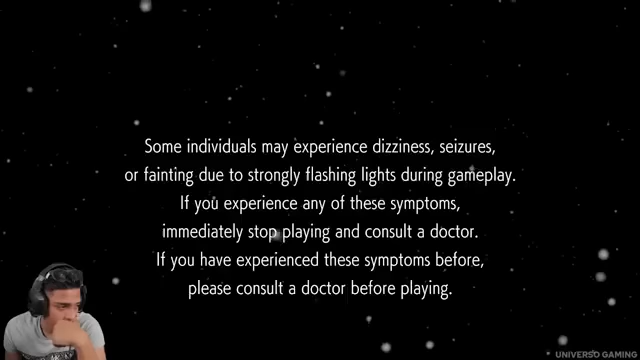 Some individuals may experience dizziness, seizures,
or fainting due to strongly flashing lights during gameplay.
If you experience any of these symptoms,
immediately stop playing and consult a doctor.
If you have experienced these symptoms before,
please consult a doctor before playing.
UNIVERSO GAMING